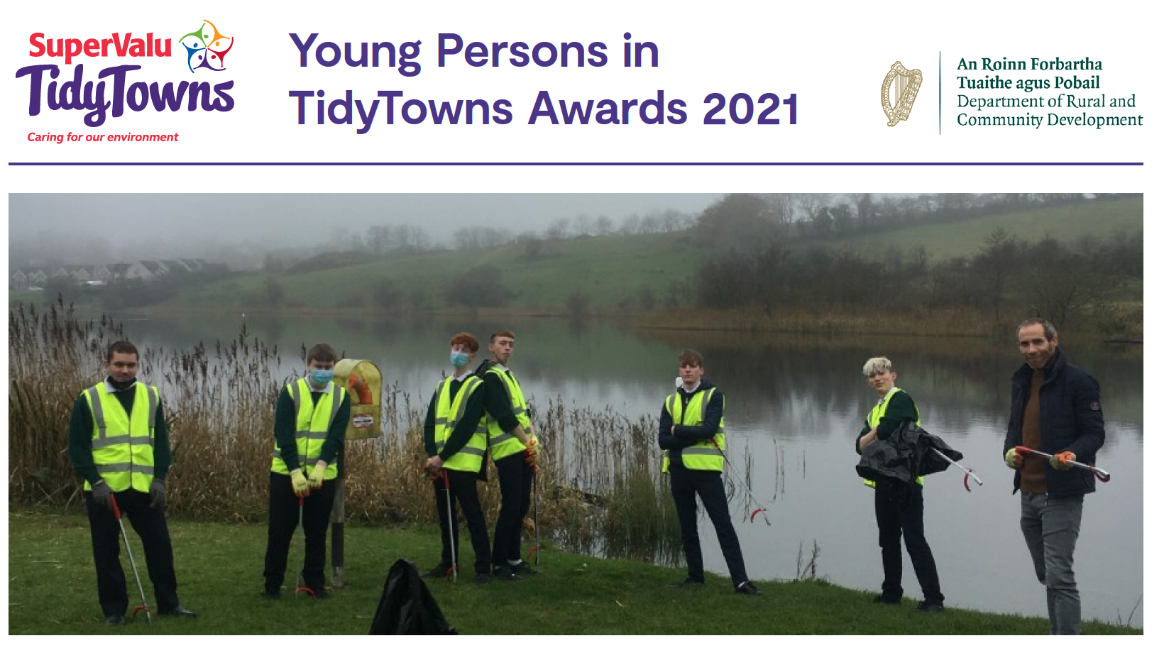 SuperValu
TidyTowns
Caring for our environment
Young Persons in
TidyTowns Awards 2021
An Roinn Forbartha
Tuaithe agus Pobail
Department of Rural and
Community Development